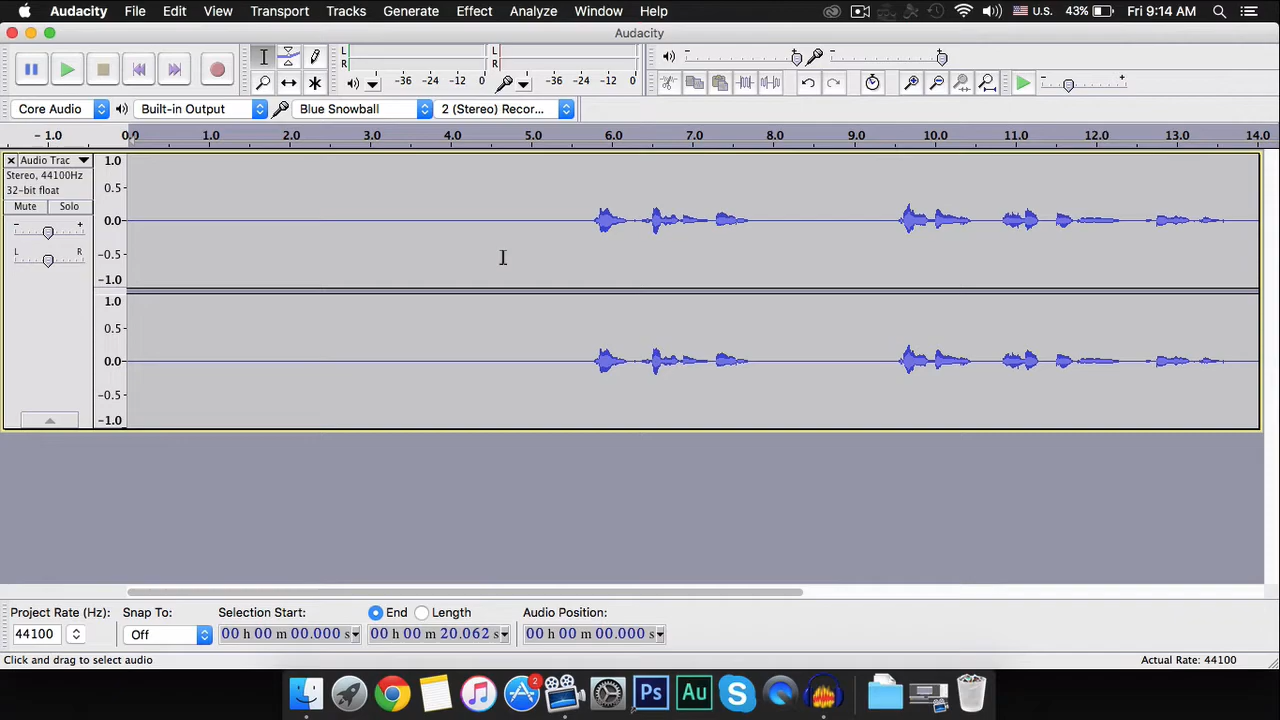 Audacity File Edit View Transport Tracks Generate Effect Analyze Window Help U.S. 43% Fri 9:14 AM
Audacity
L R -36 -24 -12 0 L R -36 -24 -12 0 - + - +
Core Audio Built-in Output Blue Snowball 2 (Stereo) Recor...
- 1.0 0.0 1.0 2.0 3.0 4.0 5.0 6.0 7.0 8.0 9.0 10.0 11.0 12.0 13.0 14.0
Audio Trac
Stereo, 44100Hz
32-bit float
Mute Solo
- +
L R
1.0
0.5
0.0
-0.5
-1.0
1.0
0.5
0.0
-0.5
-1.0
Project Rate (Hz): Snap To: Selection Start: End Length Audio Position:
44100 Off 00 h 00 m 00.000 s 00 h 00 m 20.062 s 00 h 00 m 00.000 s
Click and drag to select audio Actual Rate: 44100
2
Ps Au S